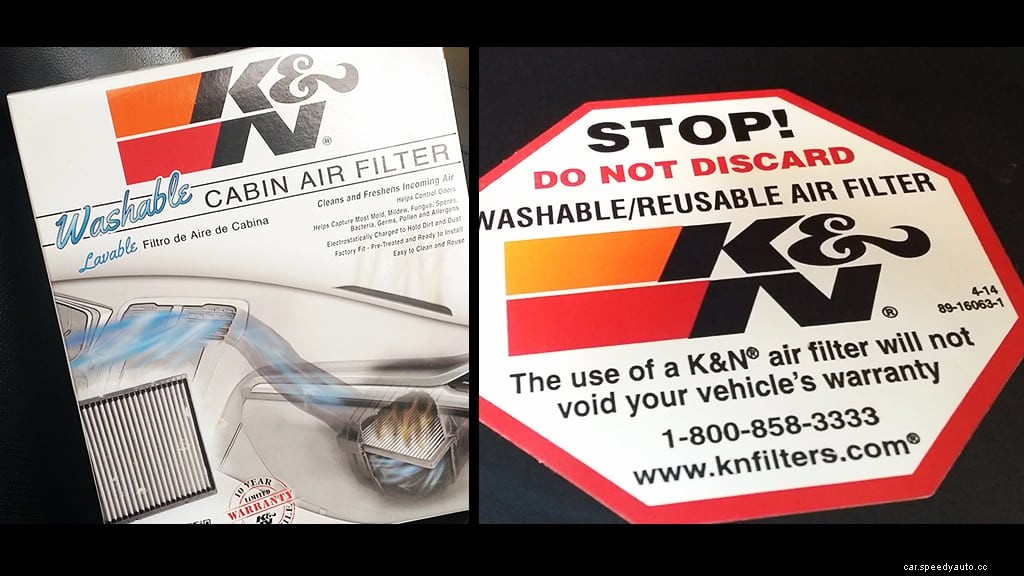 K&N®
Washable CABIN AIR FILTER
Lavable Filtro de Aire de Cabina
Cleans and Freshens Incoming Air
Helps Control Odors
Helps Capture Most Mold, Mildew, Fungus, Spores,
Bacteria, Germs, Pollen and Allergens
Electrostatically Charged to Hold Dirt and Dust
Factory Fit - Pre-Treated and Ready to Install
Easy to Clean and Reuse
10 YEAR
LIMITED
WARRANTY
K&N
STOP!
DO NOT DISCARD
WASHABLE/REUSABLE AIR FILTER
K&N®
4-14
89-16063-1
The use of a K&N® air filter will not
void your vehicle's warranty
1-800-858-3333
www.knfilters.com®
car.speedyauto.cc